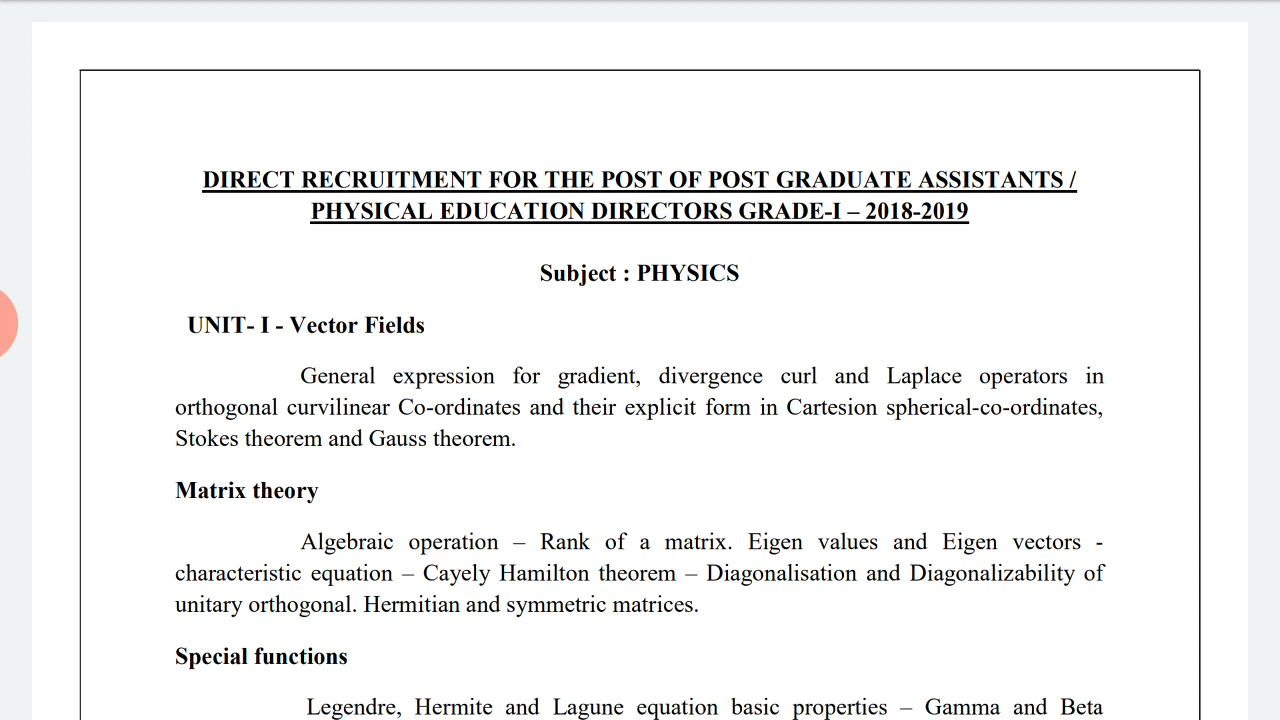 DIRECT RECRUITMENT FOR THE POST OF POST GRADUATE ASSISTANTS /
PHYSICAL EDUCATION DIRECTORS GRADE-I – 2018-2019
Subject : PHYSICS
UNIT- I - Vector Fields
General expression for gradient, divergence curl and Laplace operators in
orthogonal curvilinear Co-ordinates and their explicit form in Cartesion spherical-co-ordinates,
Stokes theorem and Gauss theorem.
Matrix theory
Algebraic operation – Rank of a matrix. Eigen values and Eigen vectors -
characteristic equation – Cayely Hamilton theorem – Diagonalisation and Diagonalizability of
unitary orthogonal. Hermitian and symmetric matrices.
Special functions
Legendre, Hermite and Lagune equation basic properties – Gamma and Beta